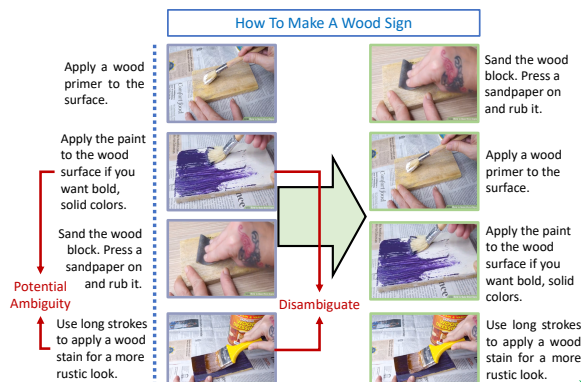 How To Make A Wood Sign
Apply a wood
primer to the
surface.
Apply the paint
to the wood
surface if you
want bold,
solid colors.
Sand the wood
block. Press a
sandpaper on
and rub it.
Potential
Ambiguity
Use long strokes
to apply a wood
stain for a more
rustic look.
Disambiguate
Sand the wood
block. Press a
sandpaper on
and rub it.
Apply a wood
primer to the
surface.
Apply the paint
to the wood
surface if you
want bold, solid
colors.
Use long strokes
to apply a wood
stain for a more
rustic look.